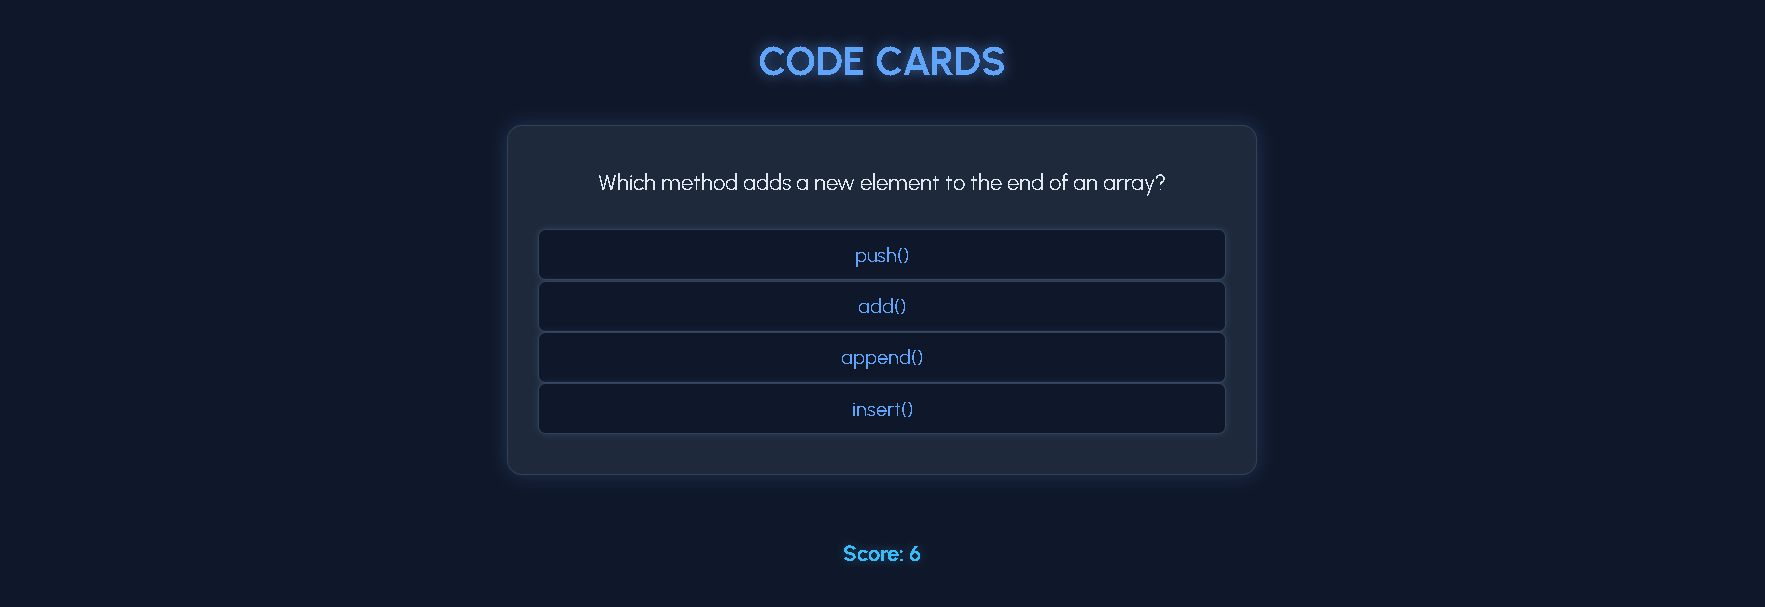 CODE CARDS
Which method adds a new element to the end of an array?
push()
add()
append()
insert()
Score: 6